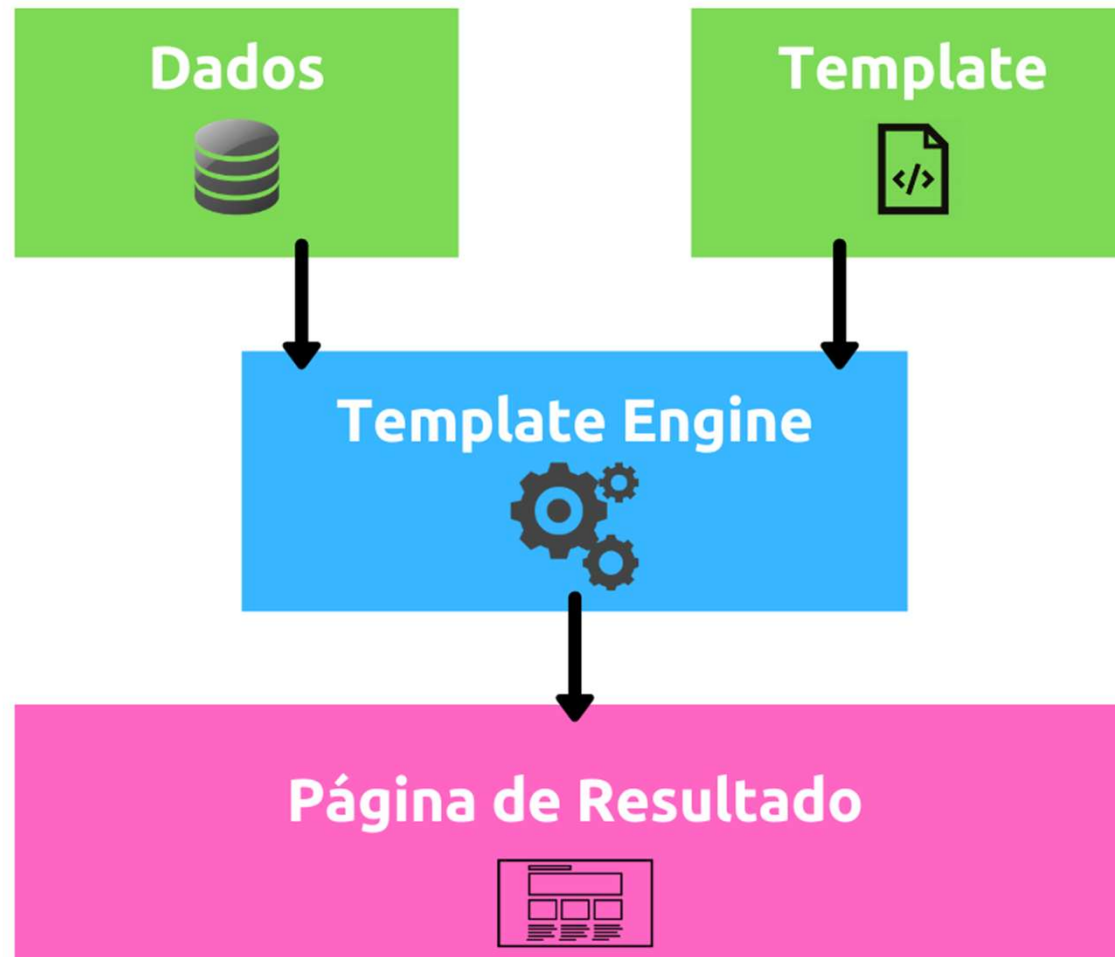 Dados
Template
</>
Template Engine
Página de Resultado